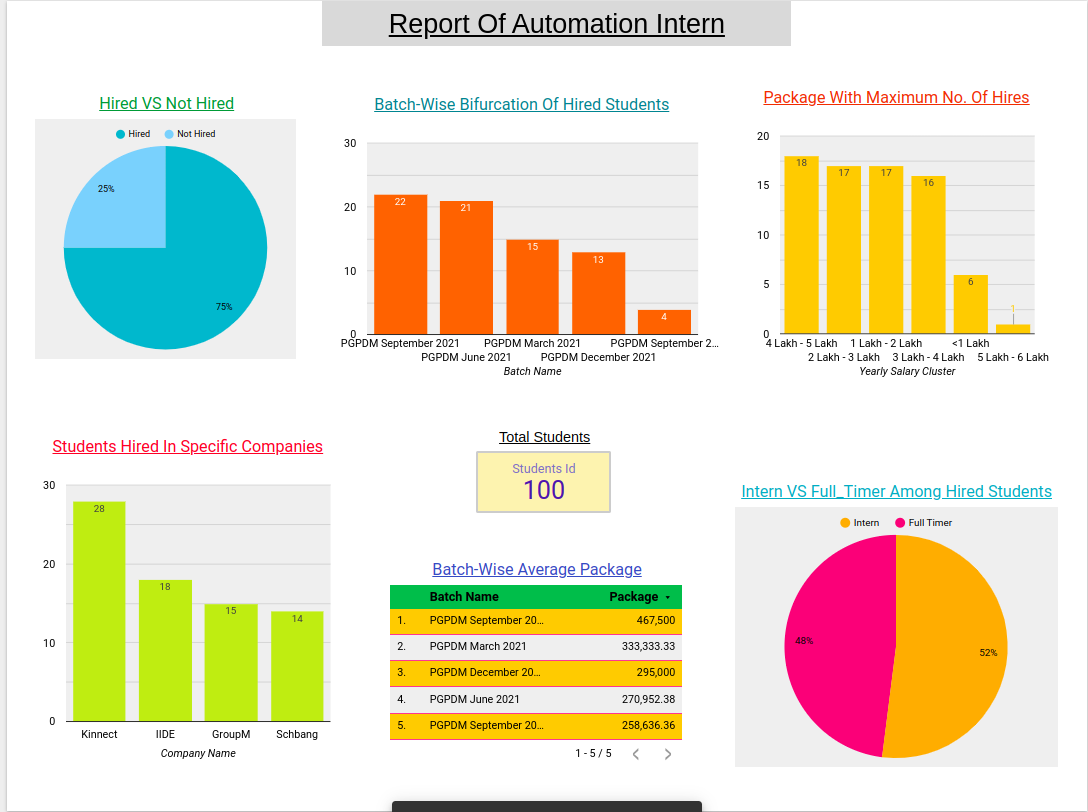 Report Of Automation Intern
Hired VS Not Hired
Hired Not Hired
25%
75%
Batch-Wise Bifurcation Of Hired Students
30
20
10
0
22
21
15
13
4
PGPDM September 2021 PGPDM March 2021 PGPDM September 2...
PGPDM June 2021 PGPDM December 2021
Batch Name
Package With Maximum No. Of Hires
20
15
10
5
0
18
17
17
16
6
1
4 Lakh - 5 Lakh 1 Lakh - 2 Lakh <1 Lakh
2 Lakh - 3 Lakh 3 Lakh - 4 Lakh 5 Lakh - 6 Lakh
Yearly Salary Cluster
Students Hired In Specific Companies
30
20
10
0
28
18
15
14
Kinnect IIDE GroupM Schbang
Company Name
Total Students
Students Id
100
Batch-Wise Average Package
Batch Name Package
1. PGPDM September 20... 467,500
2. PGPDM March 2021 333,333.33
3. PGPDM December 20... 295,000
4. PGPDM June 2021 270,952.38
5. PGPDM September 20... 258,636.36
1 - 5 / 5
Intern VS Full_Timer Among Hired Students
Intern Full Timer
48%
52%